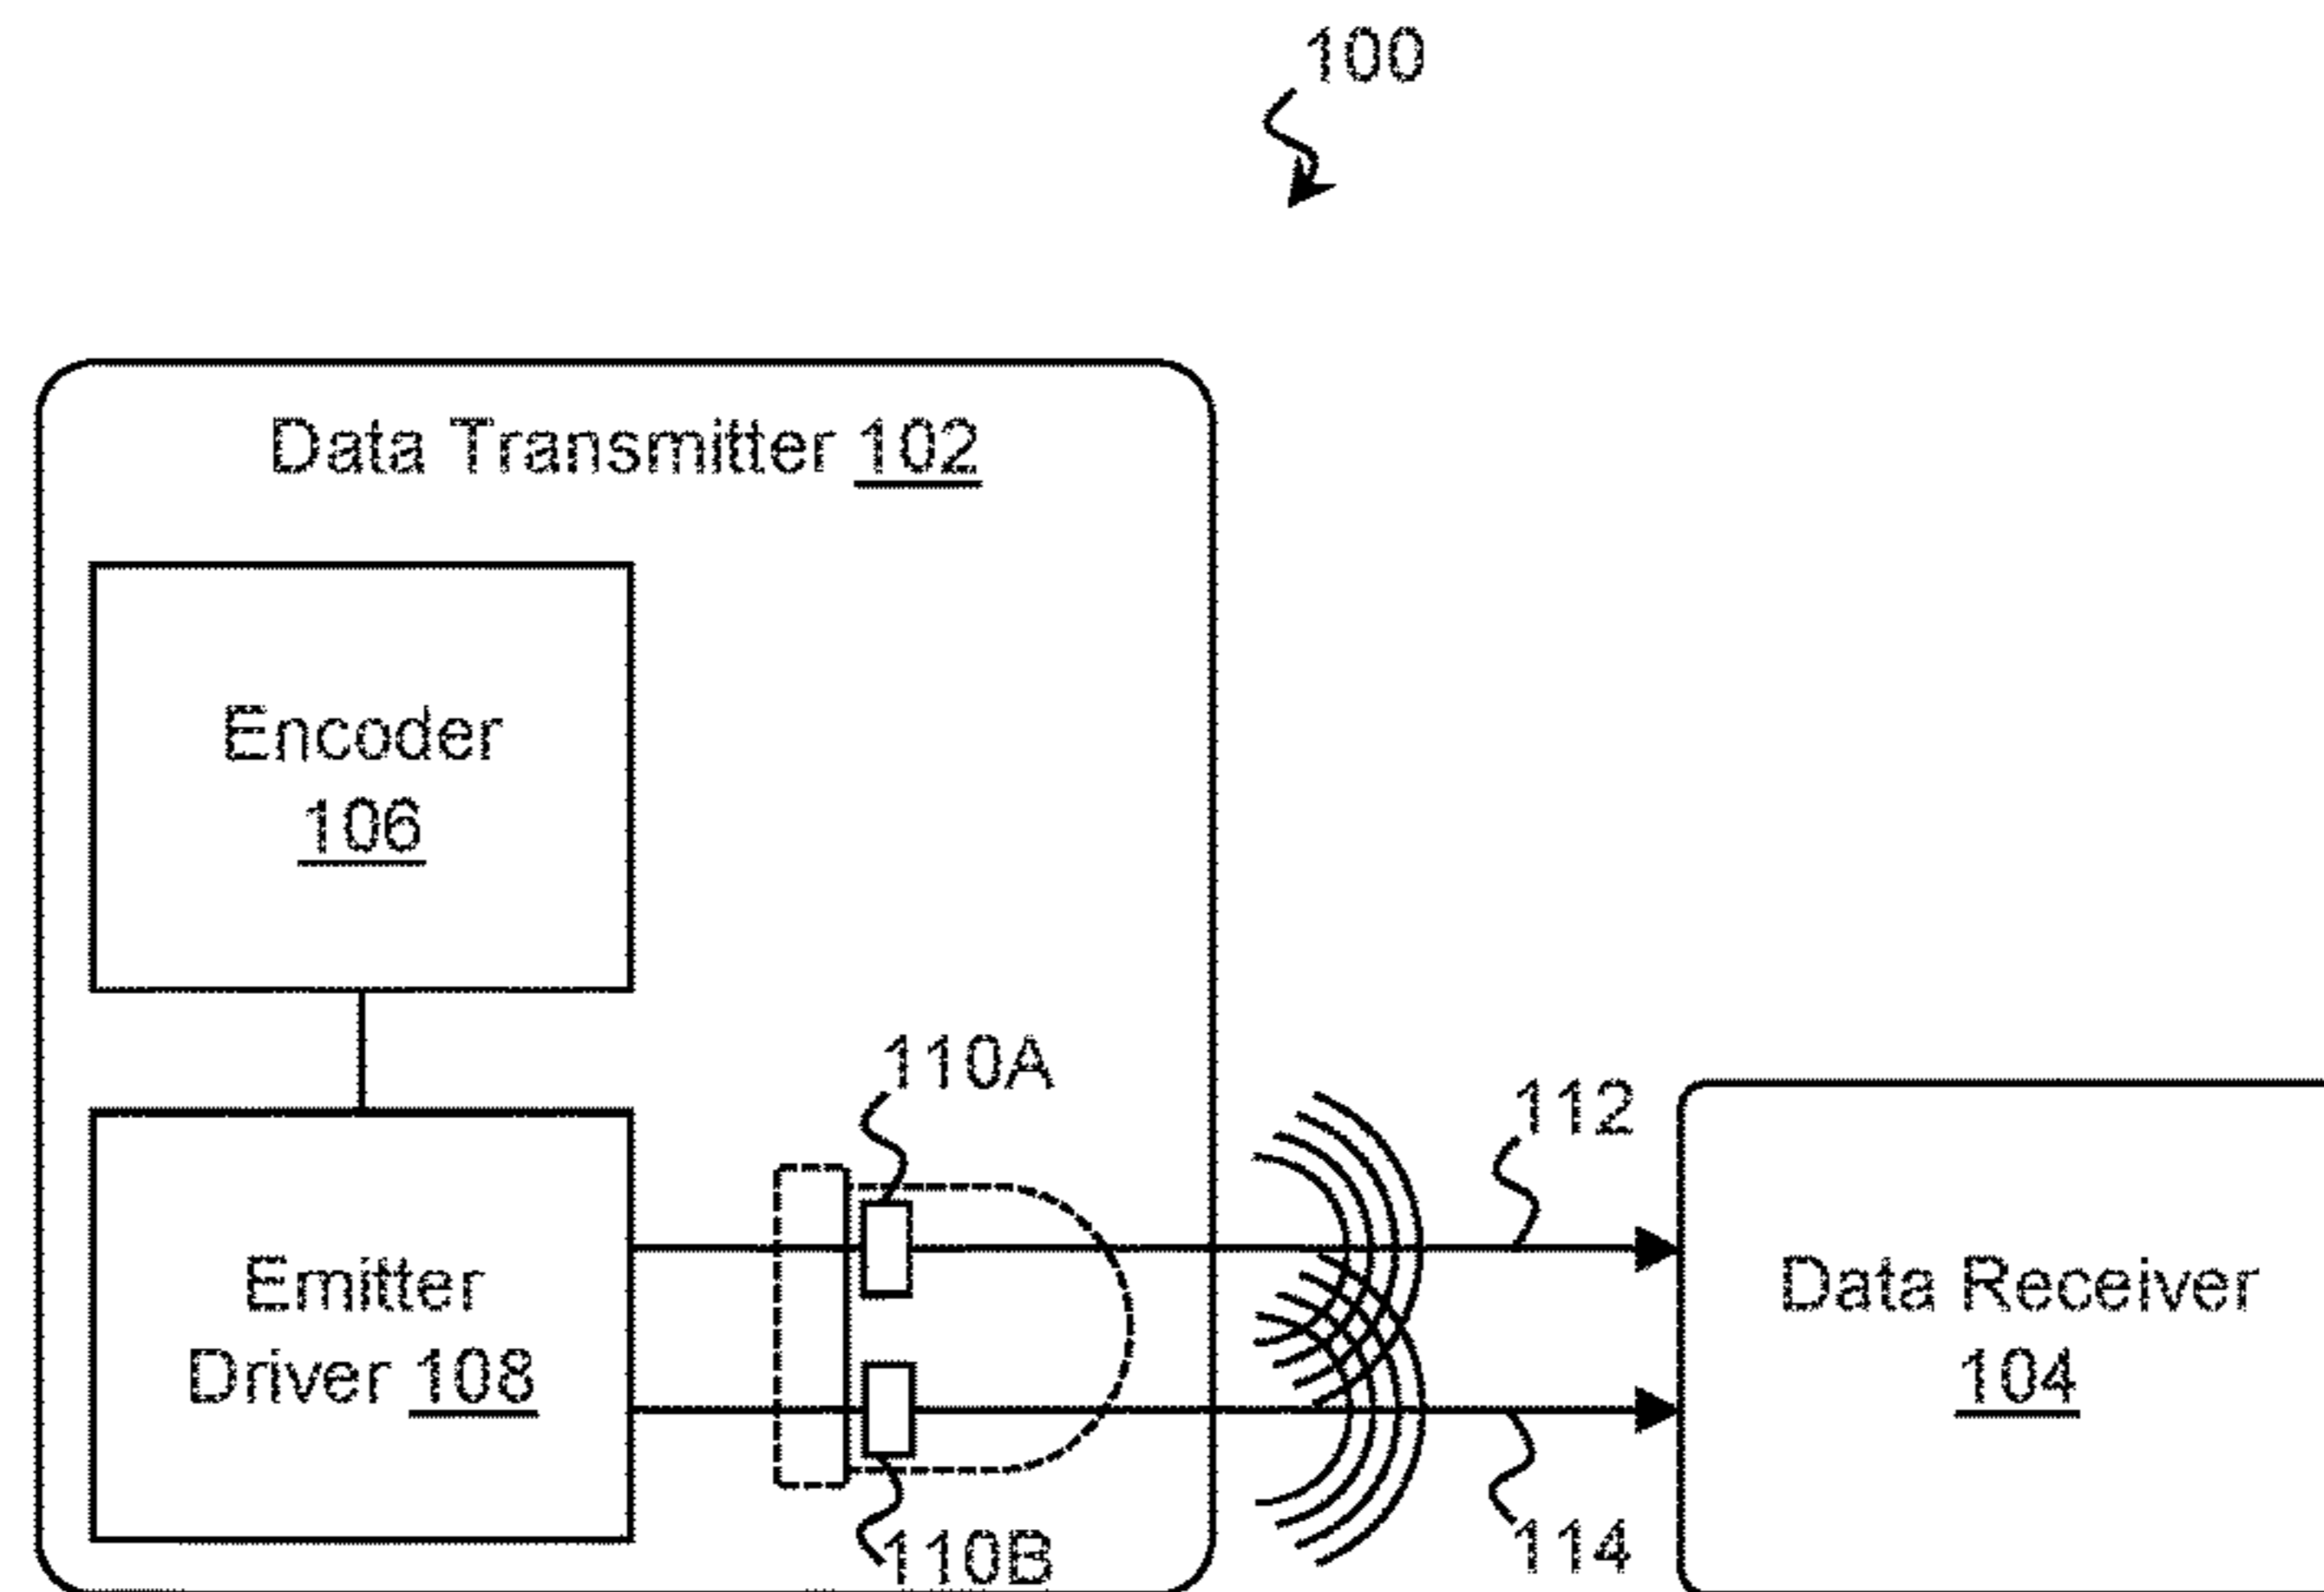 100
Data Transmitter 102
Encoder
106
110A
112
Emitter
Driver 108
Data Receiver
104
110B
114